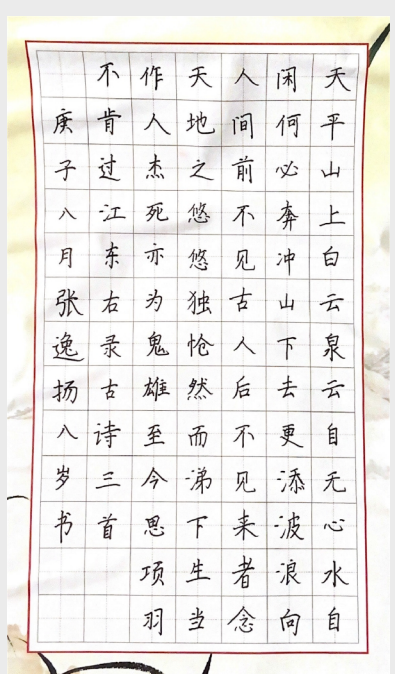 天平山上白云泉云自无心水自
闲何必奔冲山下去更添波浪向
人间前不见古人后不见来者念
天地之悠悠独怆然而涕下生当
作人杰死亦为鬼雄至今思项羽
不肯过江东右录古诗三首
庚子八月张逸扬八岁书